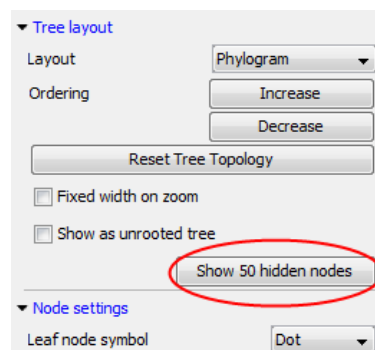 Tree layout
Layout Phylogram
Ordering Increase
Decrease
Reset Tree Topology
Fixed width on zoom
Show as unrooted tree
Show 50 hidden nodes
Node settings
Leaf node symbol Dot